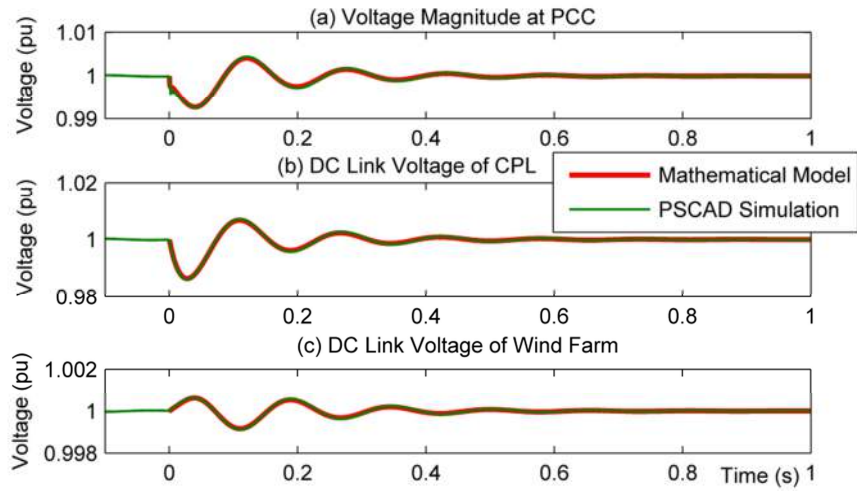 (a) Voltage Magnitude at PCC
Voltage (pu)
1.01
1
0.99
0 0.2 0.4 0.6 0.8 1
(b) DC Link Voltage of CPL
Voltage (pu)
1.02
1
0.98
Mathematical Model
PSCAD Simulation
0 0.2 0.4 0.6 0.8 1
(c) DC Link Voltage of Wind Farm
Voltage (pu)
1.002
1
0.998
0 0.2 0.4 0.6 0.8 1
Time (s)